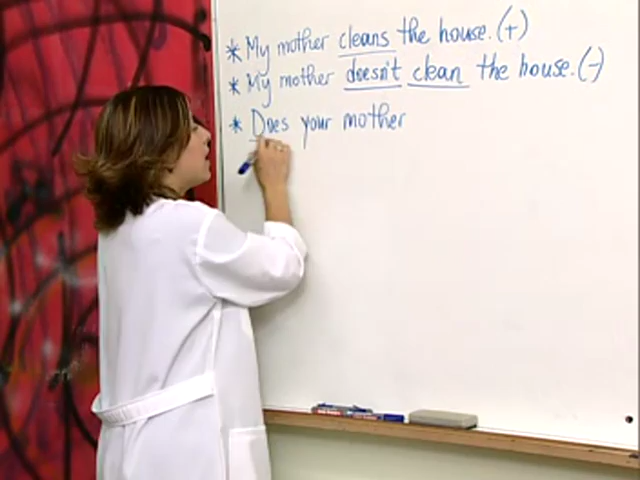 * My mother cleans the house. (+)
* My mother doesn't clean the house. (-)
* Does your mother